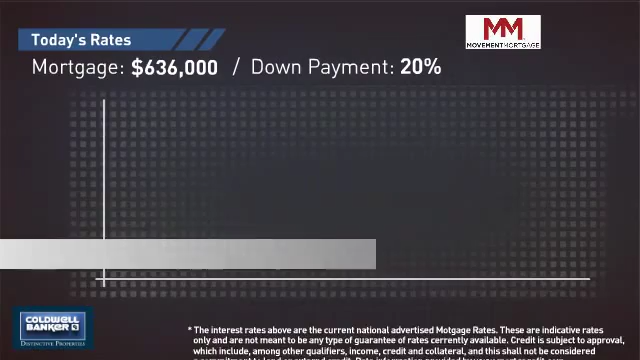 Today's Rates
MM
MOVEMENT MORTGAGE
Mortgage: $636,000 / Down Payment: 20%
COLDWELL
BANKER
DISTINCTIVE PROPERTIES
* The interest rates above are the current national advertised Motgage Rates. These are indicative rates
only and are not meant to be any type of guarantee of rates cerrently available. Credit is subject to approval,
which include, among other qualifiers, income, credit and collateral, and this shall not be considered